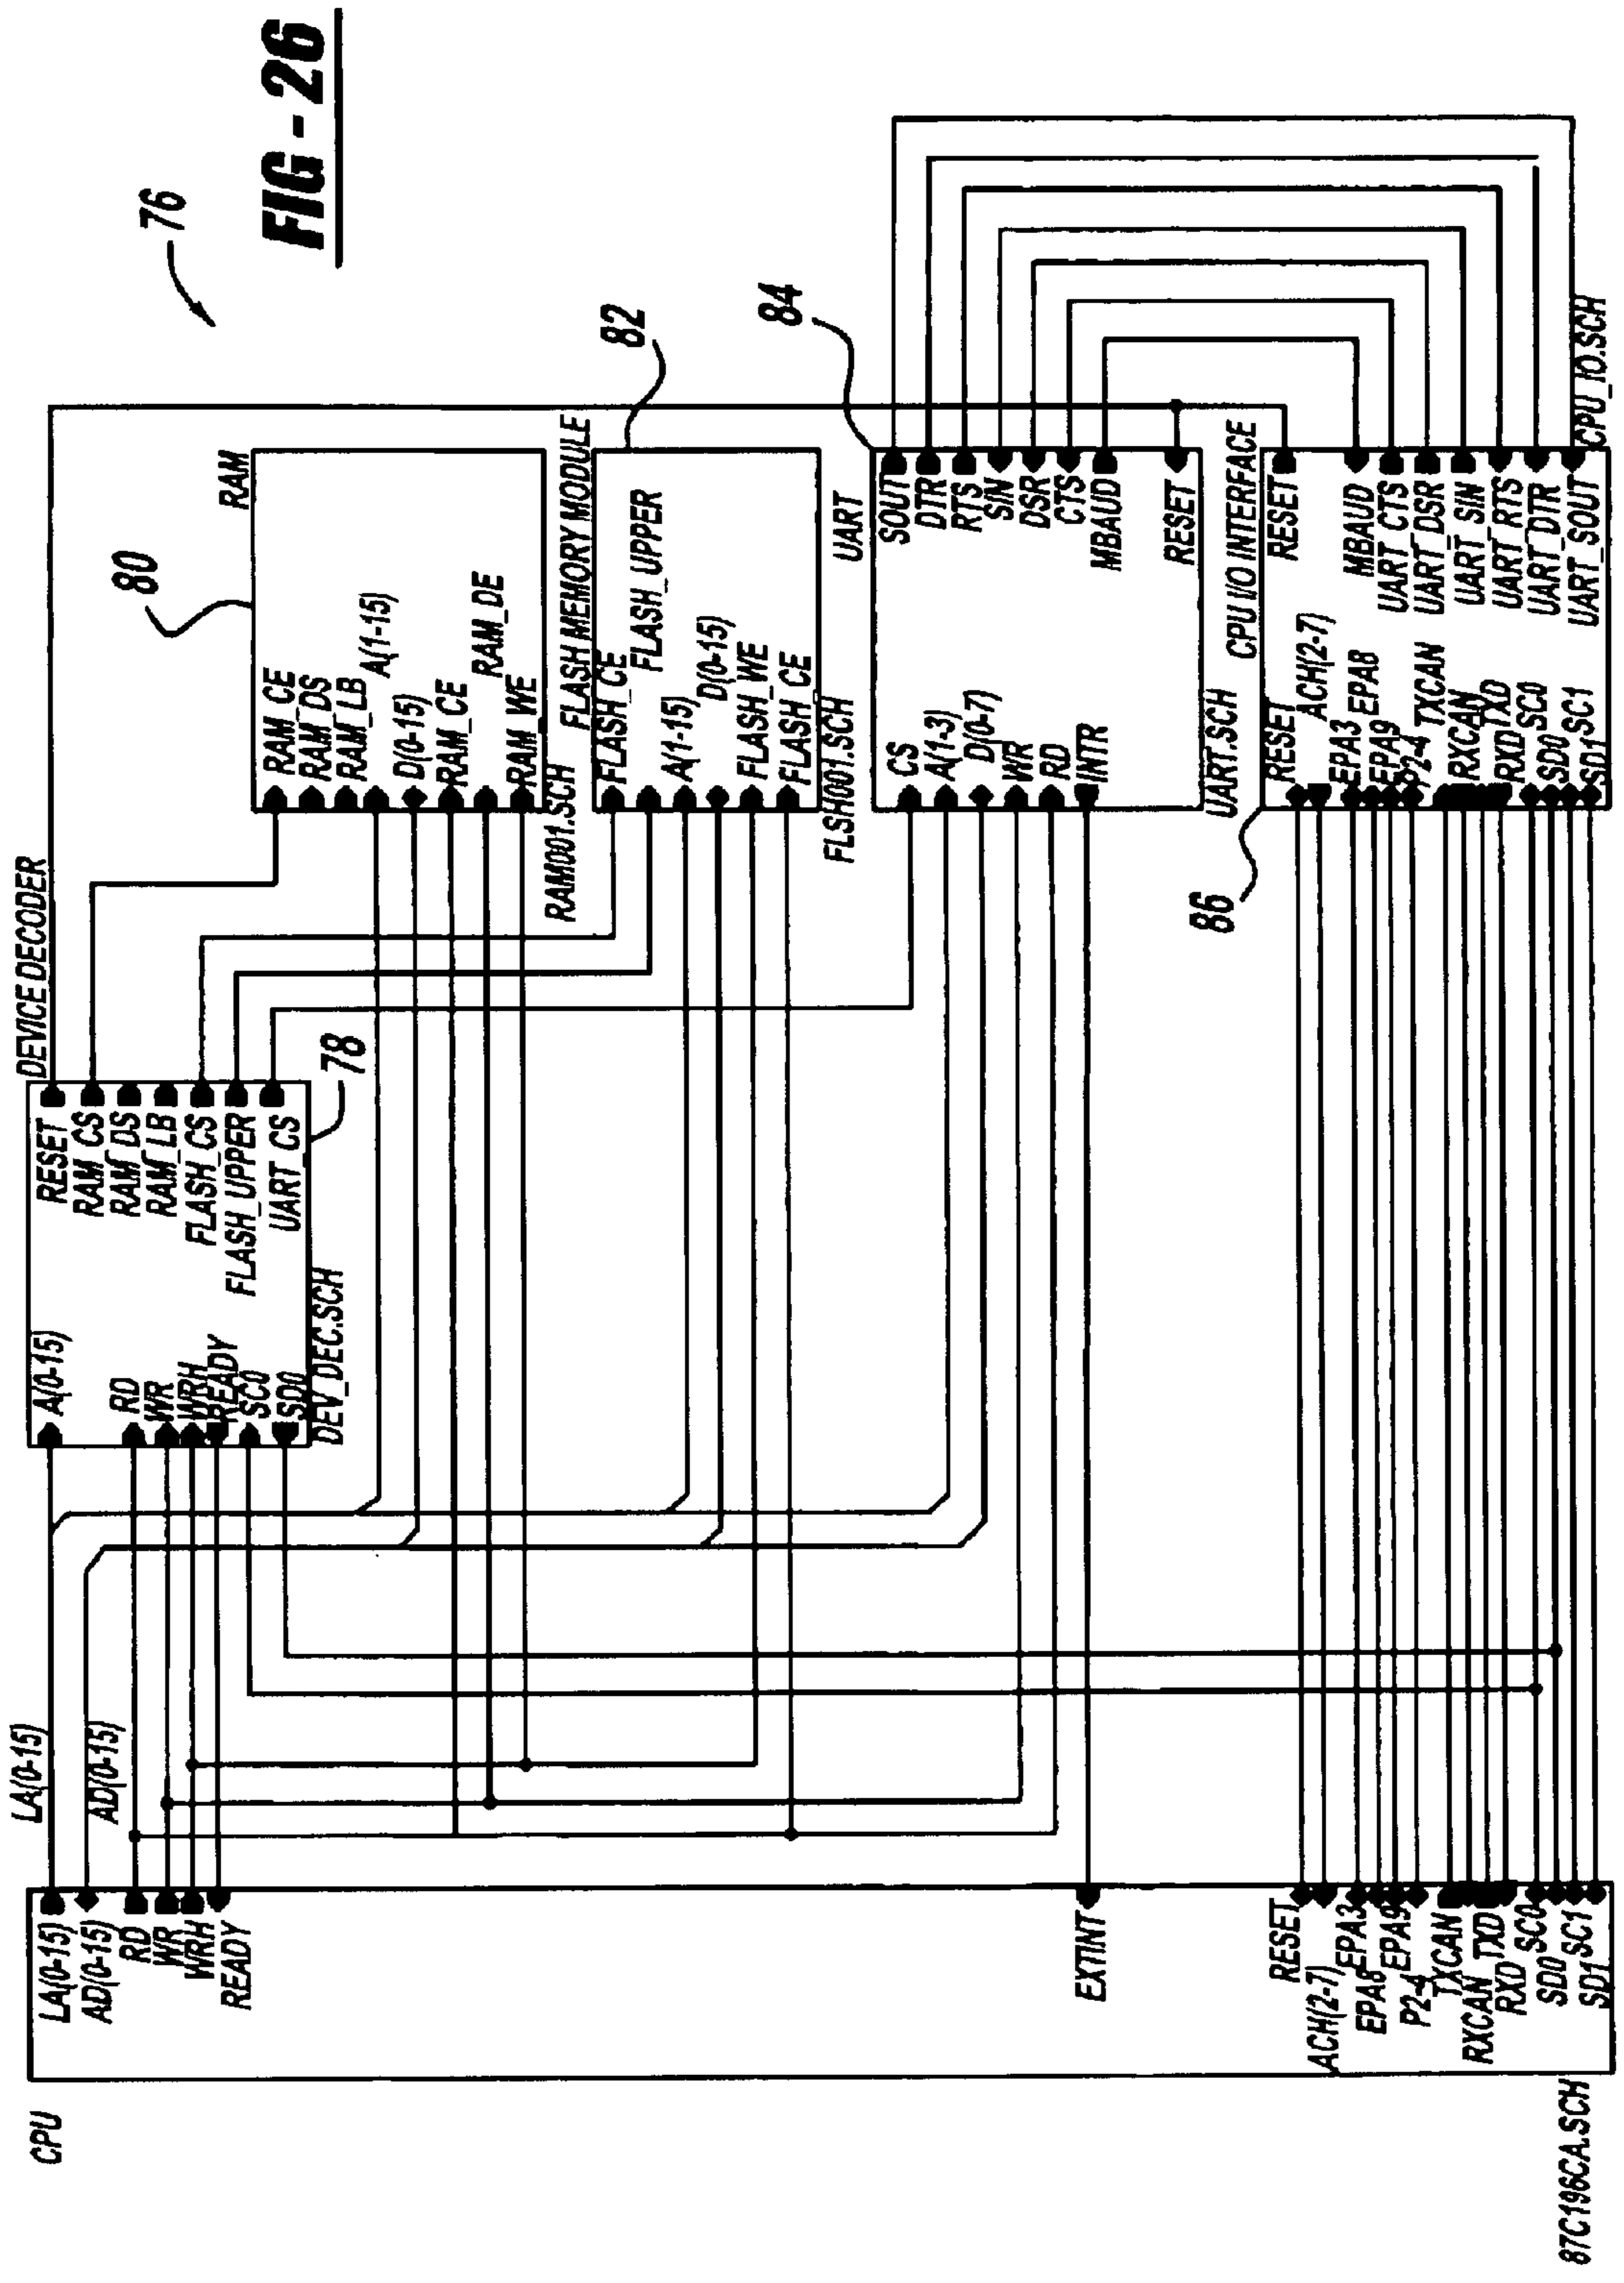 FIG - 26
76
CPU
LA(0-15)
AD(0-15)
RD
WR
WRH
READY
EXTINT
RESET
ACH(2-7)
EPA3
EPA8
EPA9
P2-4
TXCAN
RXCAN
TXD
RXD
SC0
SD0
SC1
SD1
87C196CA.SCH
LA(0-15)
AD(0-15)
DEVICE DECODER
A(0-15)
RD
WR
WRH
READY
SC0
SD0
RESET
RAM_CS
RAM_DS
RAM_LB
FLASH_CS
FLASH_UPPER
UART_CS
DEV_DEC.SCH
78
RAM
80
RAM_CE
RAM_DS
RAM_LB
A(1-15)
D(0-15)
RAM_CE
RAM_DE
RAM_WE
RAM001.SCH
FLASH MEMORY MODULE
82
FLASH_CE
FLASH_UPPER
A(1-15)
D(0-15)
FLASH_WE
FLASH_CE
FLSH001.SCH
UART
84
CS
A(1-3)
D(0-7)
WR
RD
INTR
SOUT
DTR
RTS
SIN
DSR
CTS
MBAUD
RESET
UART.SCH
CPU I/O INTERFACE
86
RESET
ACH(2-7)
EPA3
EPA8
EPA9
P2-4
TXCAN
RXCAN
TXD
RXD
SC0
SD0
SC1
SD1
RESET
MBAUD
UART_CTS
UART_DSR
UART_SIN
UART_RTS
UART_DTR
UART_SOUT
CPU_IO.SCH